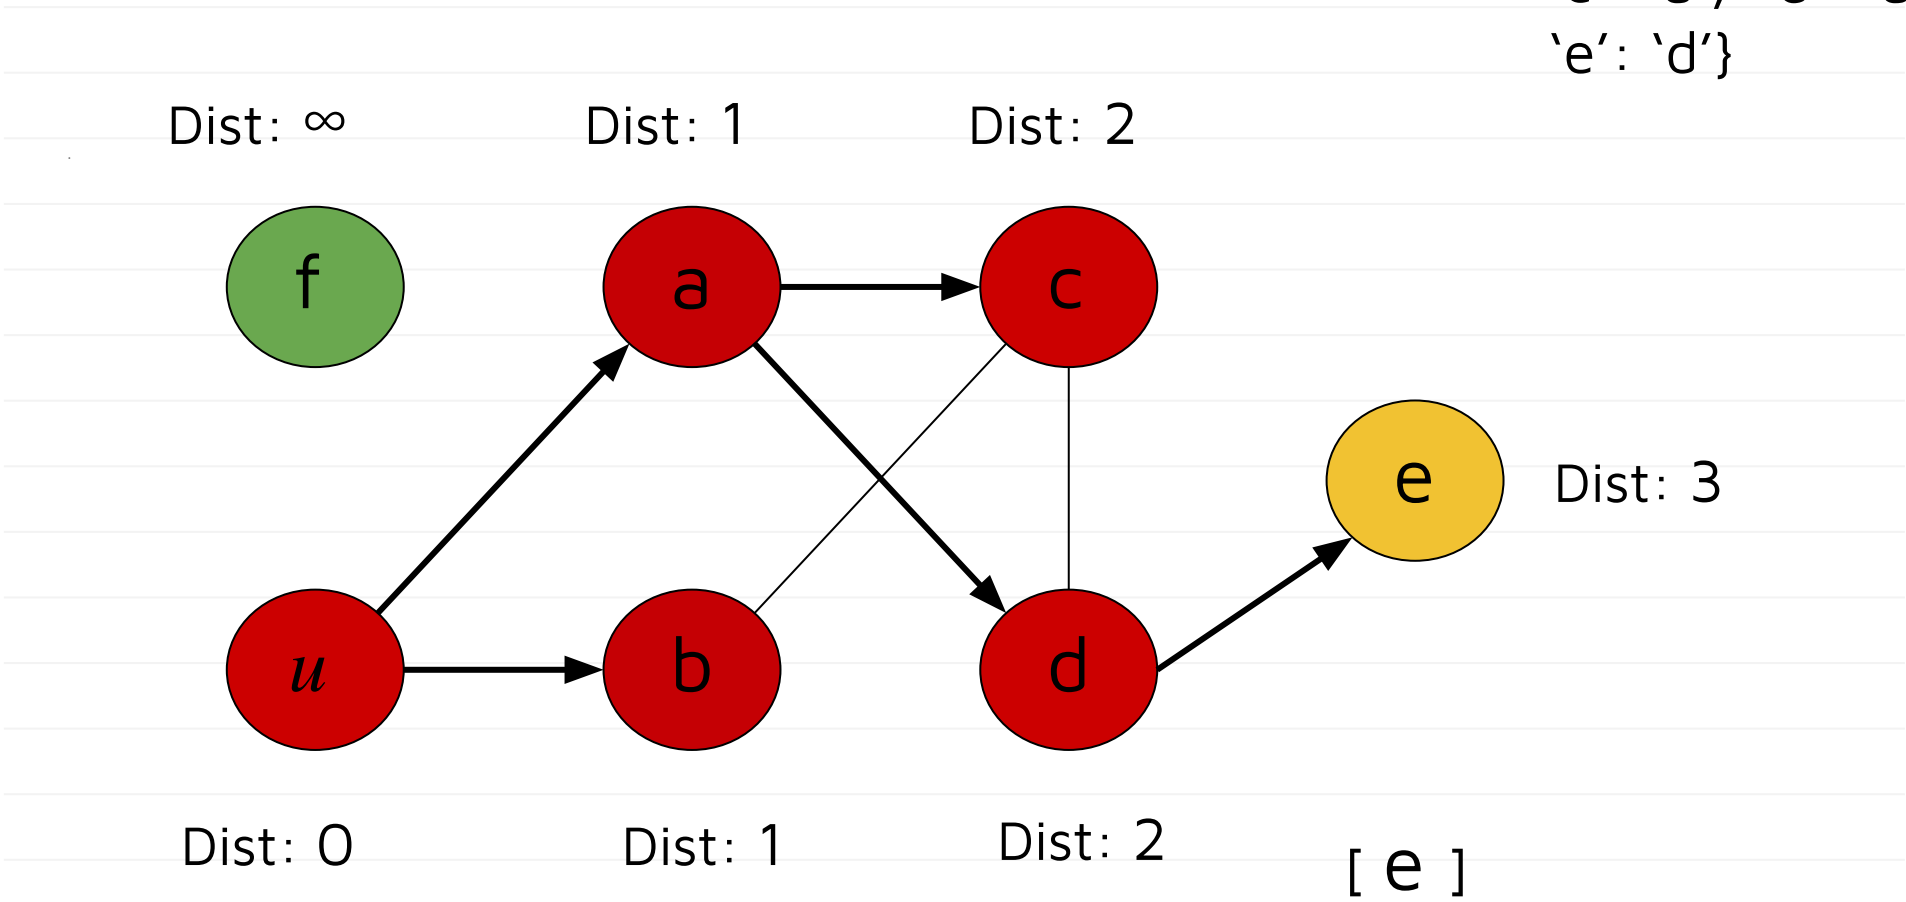 ‘e’: ‘d’}
Dist: ∞ Dist: 1 Dist: 2
f a c
e Dist: 3
u b d
Dist: 0 Dist: 1 Dist: 2
[ e ]